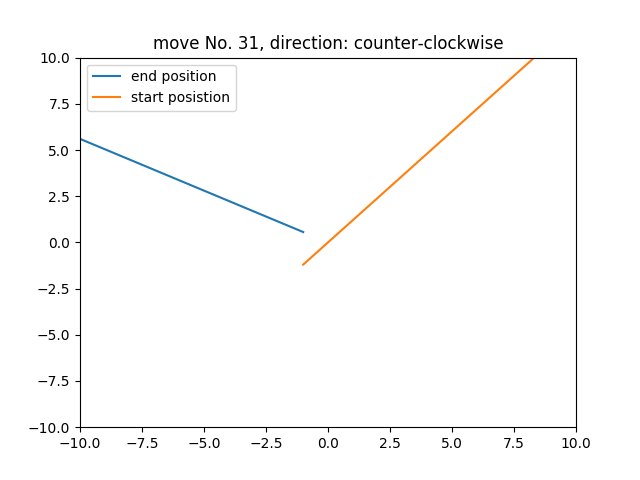 move No. 31, direction: counter-clockwise
end position
start posistion
10.0
7.5
5.0
2.5
0.0
−2.5
−5.0
−7.5
−10.0
−10.0 −7.5 −5.0 −2.5 0.0 2.5 5.0 7.5 10.0